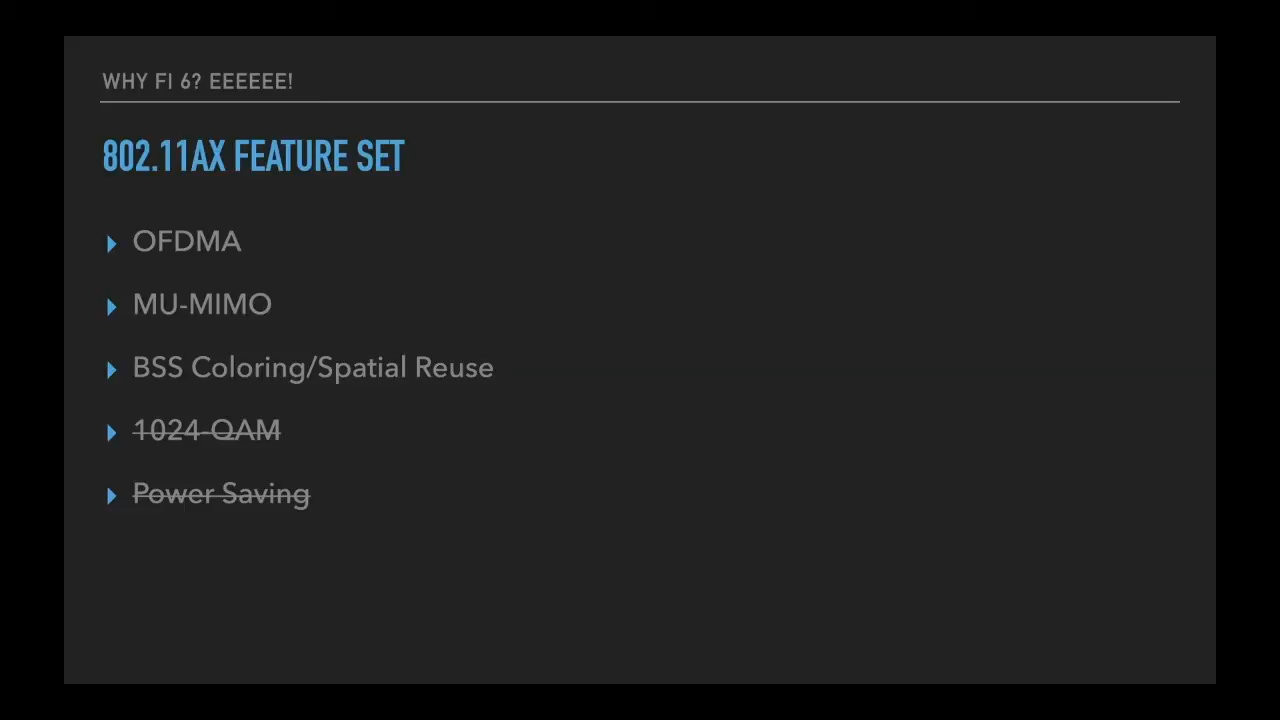 WHY FI 6? EEEEEE!
802.11AX FEATURE SET
OFDMA
MU-MIMO
BSS Coloring/Spatial Reuse
1024-QAM
Power Saving